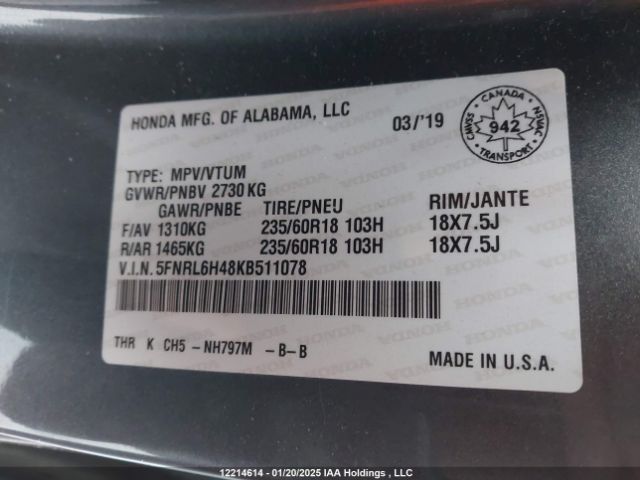 HONDA MFG. OF ALABAMA, LLC
03/'19
CANADA
CMVSS 942 NSVAC
TRANSPORT
TYPE: MPV/VTUM
GVWR/PNBV 2730 KG
GAWR/PNBE TIRE/PNEU RIM/JANTE
F/AV 1310KG 235/60R18 103H 18X7.5J
R/AR 1465KG 235/60R18 103H 18X7.5J
V.I.N. 5FNRL6H48KB511078
THR K CH5 -NH797M -B-B
MADE IN U.S.A.
12214614 - 01/20/2025 IAA Holdings , LLC